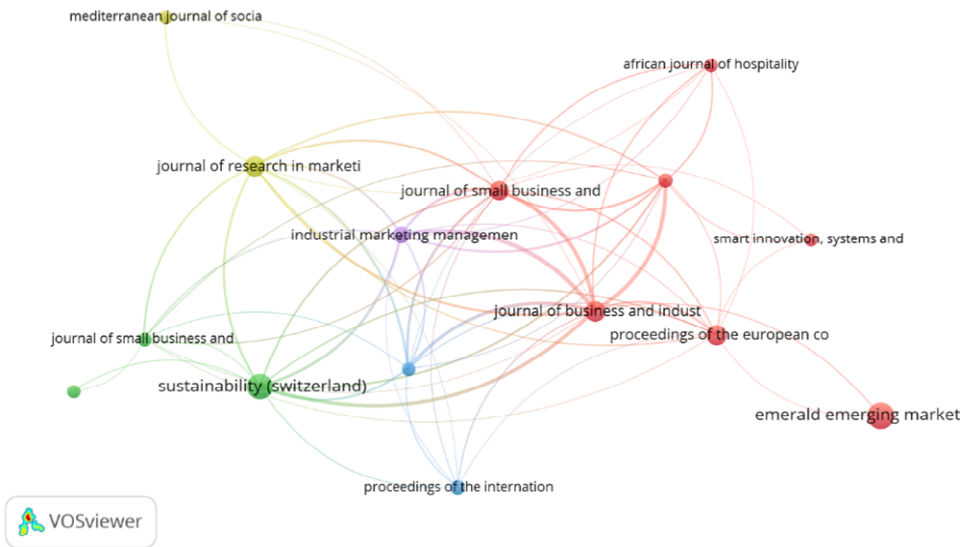 mediterranean journal of socia
african journal of hospitality
journal of research in marketi
journal of small business and
industrial marketing managemen
smart innovation, systems and
journal of business and indust
proceedings of the european co
journal of small business and
sustainability (switzerland)
emerald emerging market
proceedings of the internation
VOSviewer